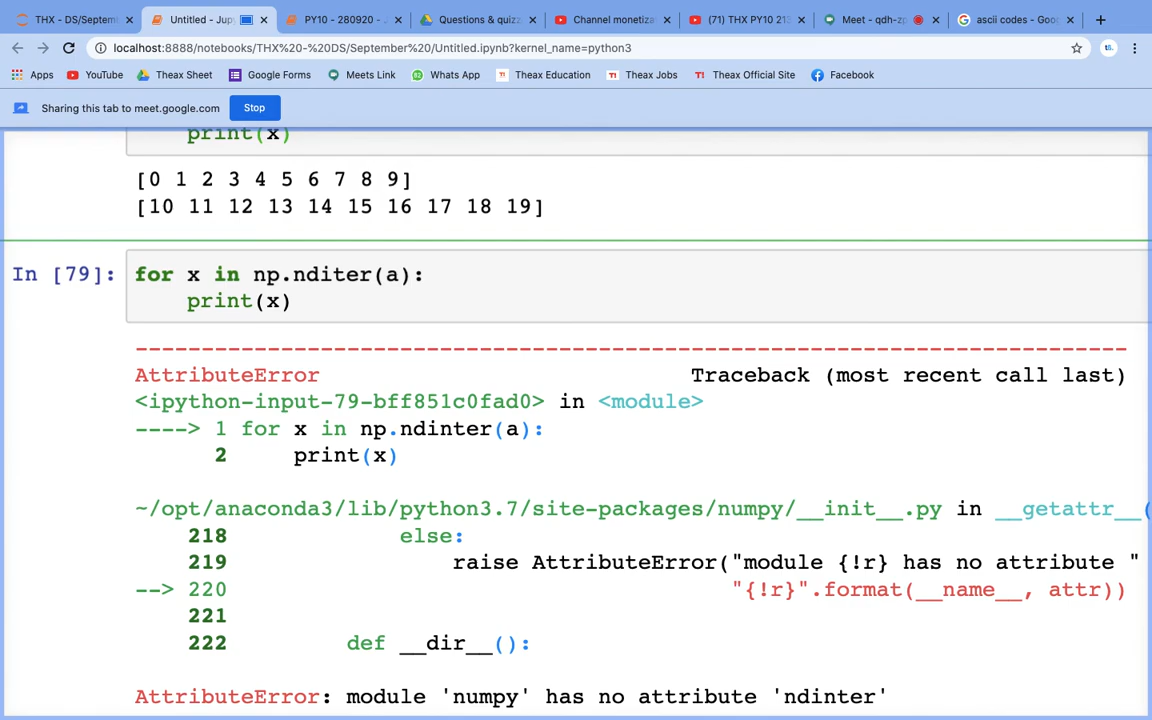 THX - DS/Septem
Untitled - Jup
PY10 - 280920 - J
Questions & quizz
Channel monetiza
(71) THX PY10 213
Meet - qdh-zp
ascii codes - Goo
localhost:8888/notebooks/THX%20-%20DS/September%20/Untitled.ipynb?kernel_name=python3
Apps YouTube Theax Sheet Google Forms Meets Link Whats App Theax Education Theax Jobs Theax Official Site Facebook
Sharing this tab to meet.google.com Stop
print(x)
[0 1 2 3 4 5 6 7 8 9]
[10 11 12 13 14 15 16 17 18 19]
In [79]: for x in np.nditer(a):
print(x)
AttributeError Traceback (most recent call last)
<ipython-input-79-bff851c0fad0> in <module>
----> 1 for x in np.ndinter(a):
2 print(x)
~/opt/anaconda3/lib/python3.7/site-packages/numpy/__init__.py in __getattr__(
218 else:
219 raise AttributeError("module {!r} has no attribute "
--> 220 "{!r}".format(__name__, attr))
221
222 def __dir__():
AttributeError: module 'numpy' has no attribute 'ndinter'